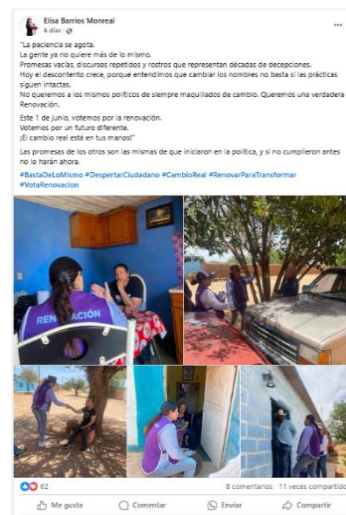 Elisa Barrios Monreal
6 días
"La paciencia se agota.
La gente ya no quiere más de lo mismo.
Promesas vacías, discursos repetidos y rostros que representan décadas de decepciones.
Hoy el descontento crece, porque entendimos que cambiar los nombres no basta si las prácticas
siguen intactas.
No queremos a los mismos políticos de siempre maquillados de cambio. Queremos una verdadera
Renovación.
Este 1 de junio, votemos por la renovación.
Votemos por un futuro diferente.
¡El cambio real está en tus manos!"
Las promesas de los otros son las mismas de que iniciaron en la política, y si no cumplieron antes
no lo harán ahora.
#BastaDeLoMismo #DespertarCiudadano #CambioReal #RenovarParaTransformar
#VotaRenovacion
RENOVACIÓN
62
8 comentarios 11 veces compartido
Me gusta Comentar Enviar Compartir